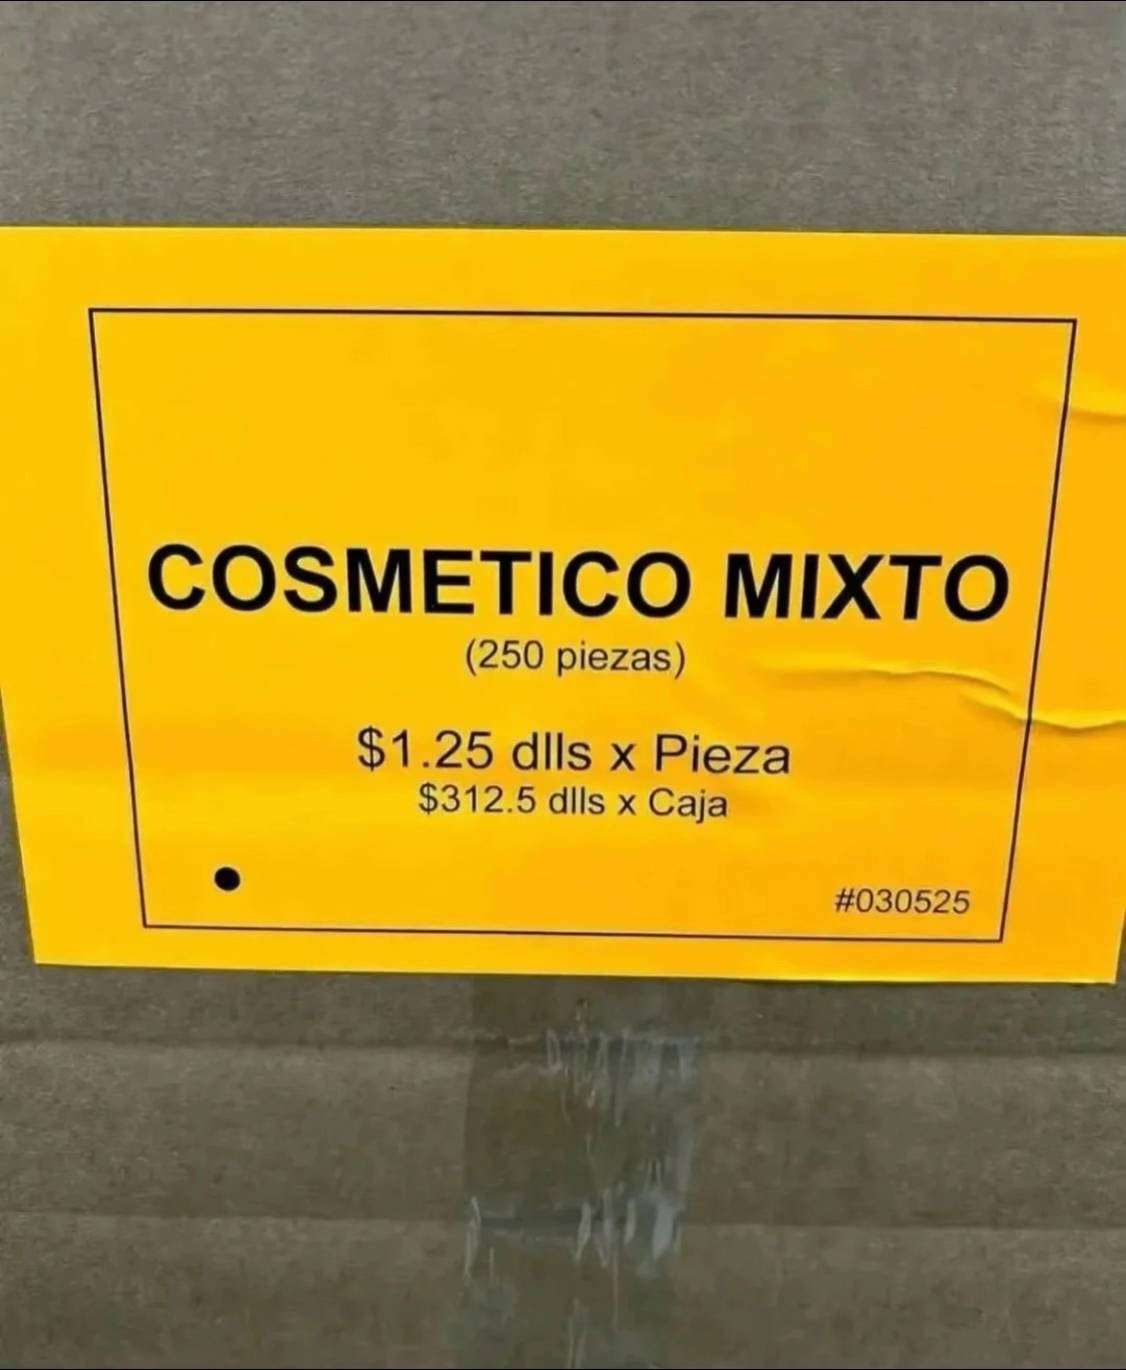 COSMETICO MIXTO
(250 piezas)
$1.25 dlls x Pieza
$312.5 dlls x Caja
#030525